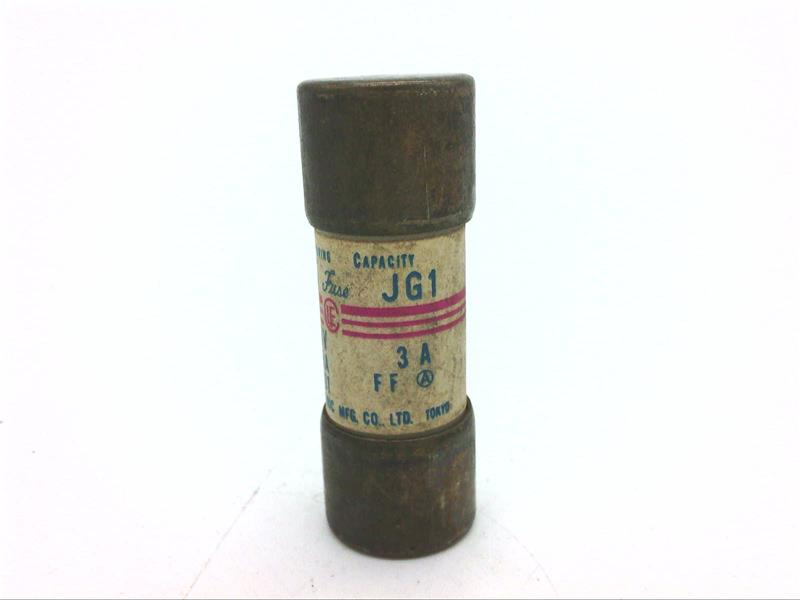 CAPACITY
Fuse JG1
3 A
FF Ⓐ
MFG. CO., LTD. TOKYO